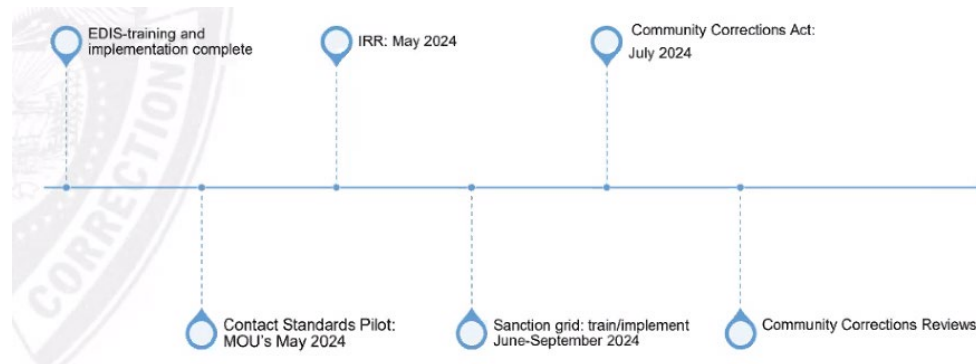 EDIS-training and
implementation complete
IRR: May 2024
Community Corrections Act:
July 2024
Contact Standards Pilot:
MOU's May 2024
Sanction grid: train/implement
June-September 2024
Community Corrections Reviews
CORRECTION